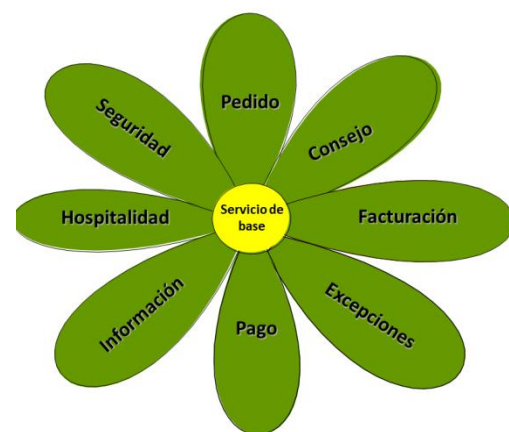 Pedido
Consejo
Facturación
Excepciones
Pago
Información
Hospitalidad
Seguridad
Servicio de
base